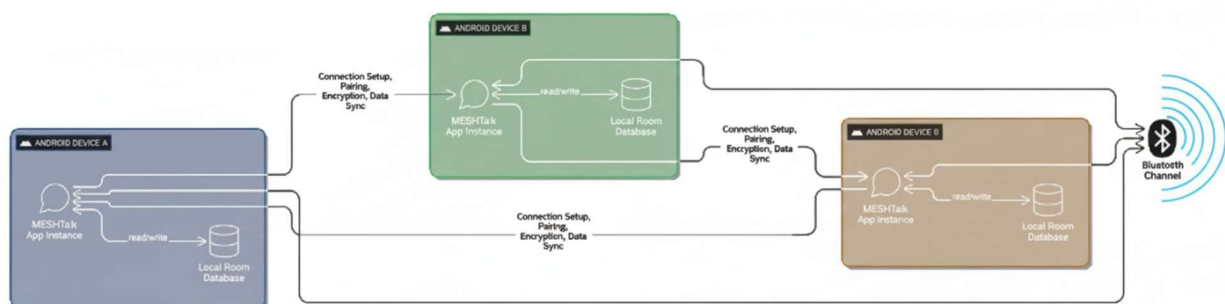 ANDROID DEVICE B
Connection Setup,
Pairing,
Encryption, Data
Sync
read/write
MESHTalk
App Instance
Local Room
Database
ANDROID DEVICE A
MESHTalk
App Instance
read/write
Local Room
Database
Connection Setup,
Pairing,
Encryption, Data
Sync
Connection Setup,
Pairing,
Encryption, Data
Sync
ANDROID DEVICE B
MESHTalk
App Instance
read/write
Local Room
Database
Bluetooth
Channel